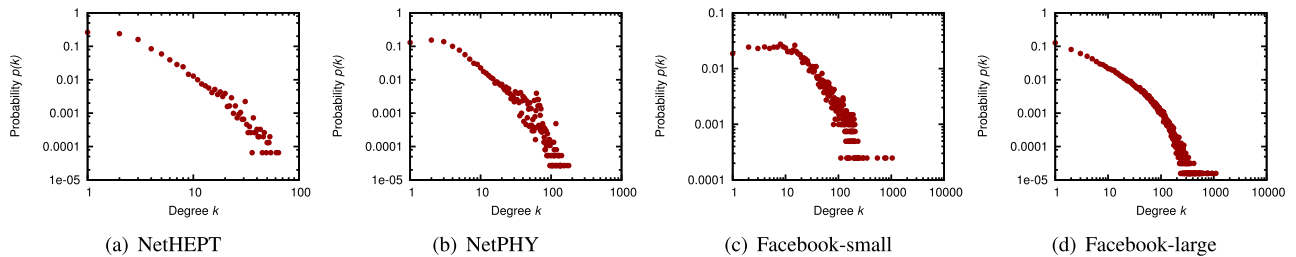 1
0.1
0.01
0.001
0.0001
1e-05
1 10 100
Probability p(k)
Degree k
(a) NetHEPT
1
0.1
0.01
0.001
0.0001
1e-05
1 10 100 1000
Probability p(k)
Degree k
(b) NetPHY
0.1
0.01
0.001
0.0001
1 10 100 1000 10000
Probability p(k)
Degree k
(c) Facebook-small
1
0.1
0.01
0.001
0.0001
1e-05
1 10 100 1000 10000
Probability p(k)
Degree k
(d) Facebook-large